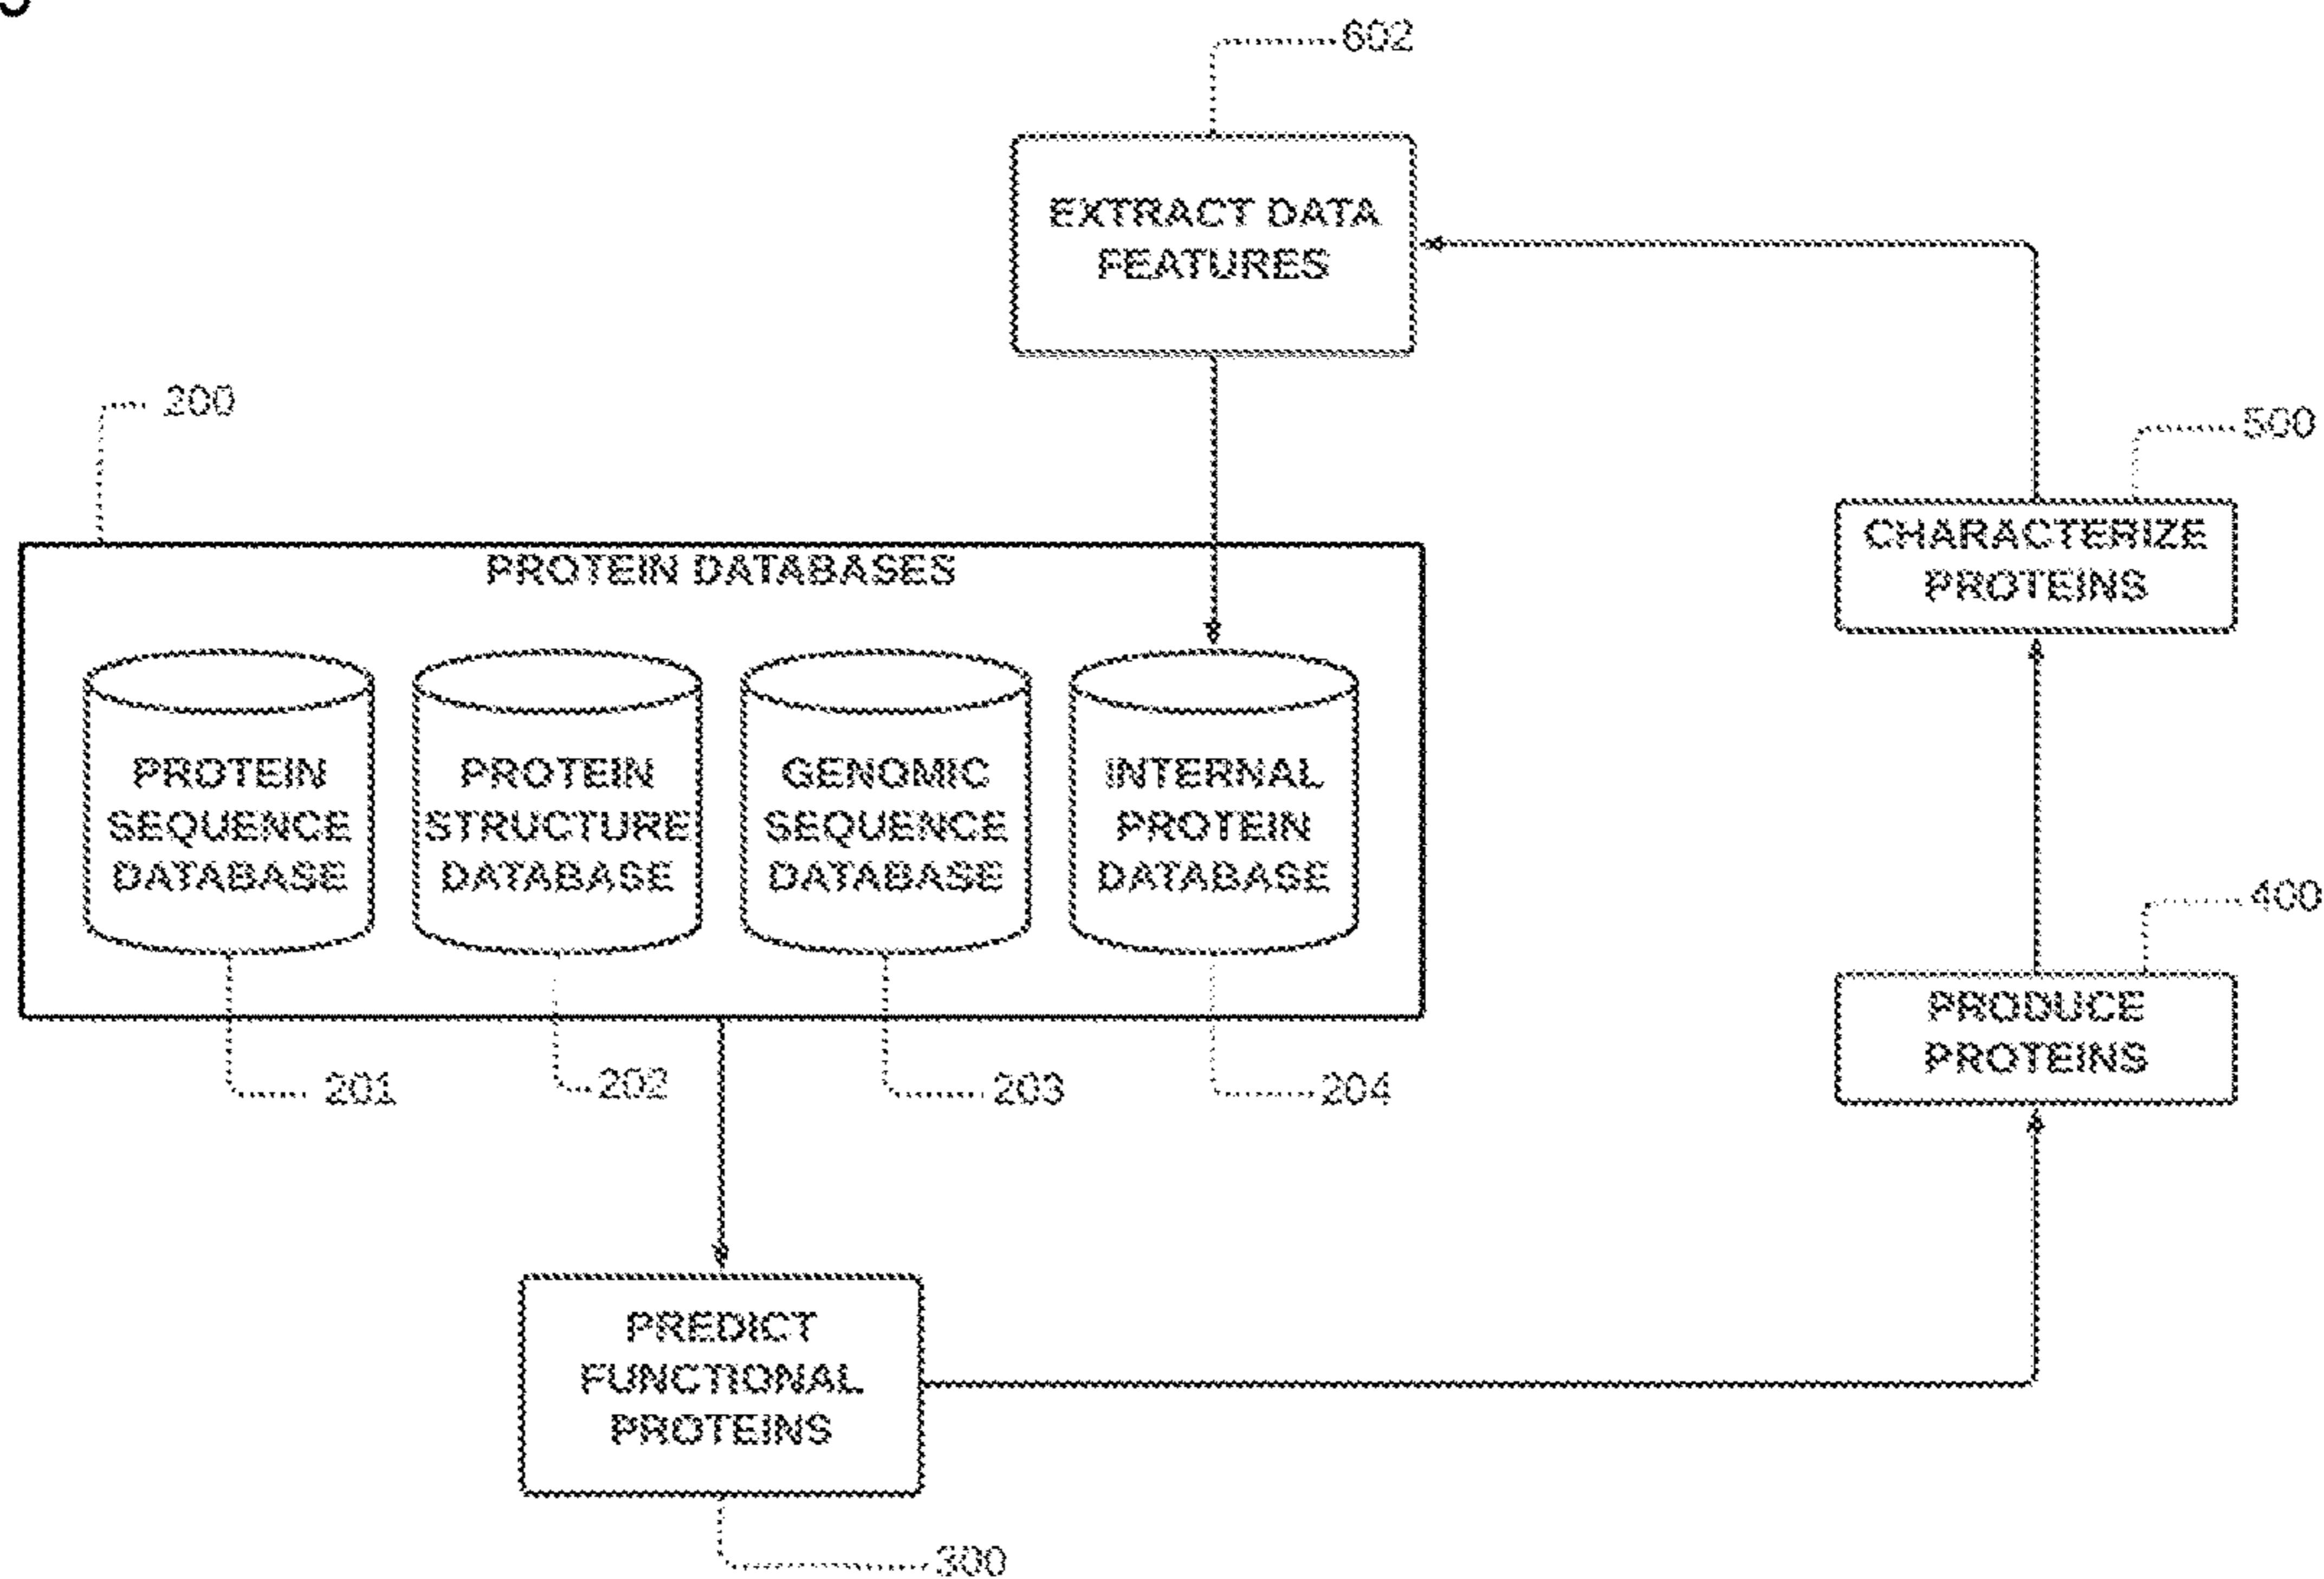 602
EXTRACT DATA
FEATURES
200
500
CHARACTERIZE
PROTEINS
PROTEIN DATABASES
PROTEIN
SEQUENCE
DATABASE
PROTEIN
STRUCTURE
DATABASE
GENOMIC
SEQUENCE
DATABASE
INTERNAL
PROTEIN
DATABASE
400
PRODUCE
PROTEINS
201
202
203
204
PREDICT
FUNCTIONAL
PROTEINS
300